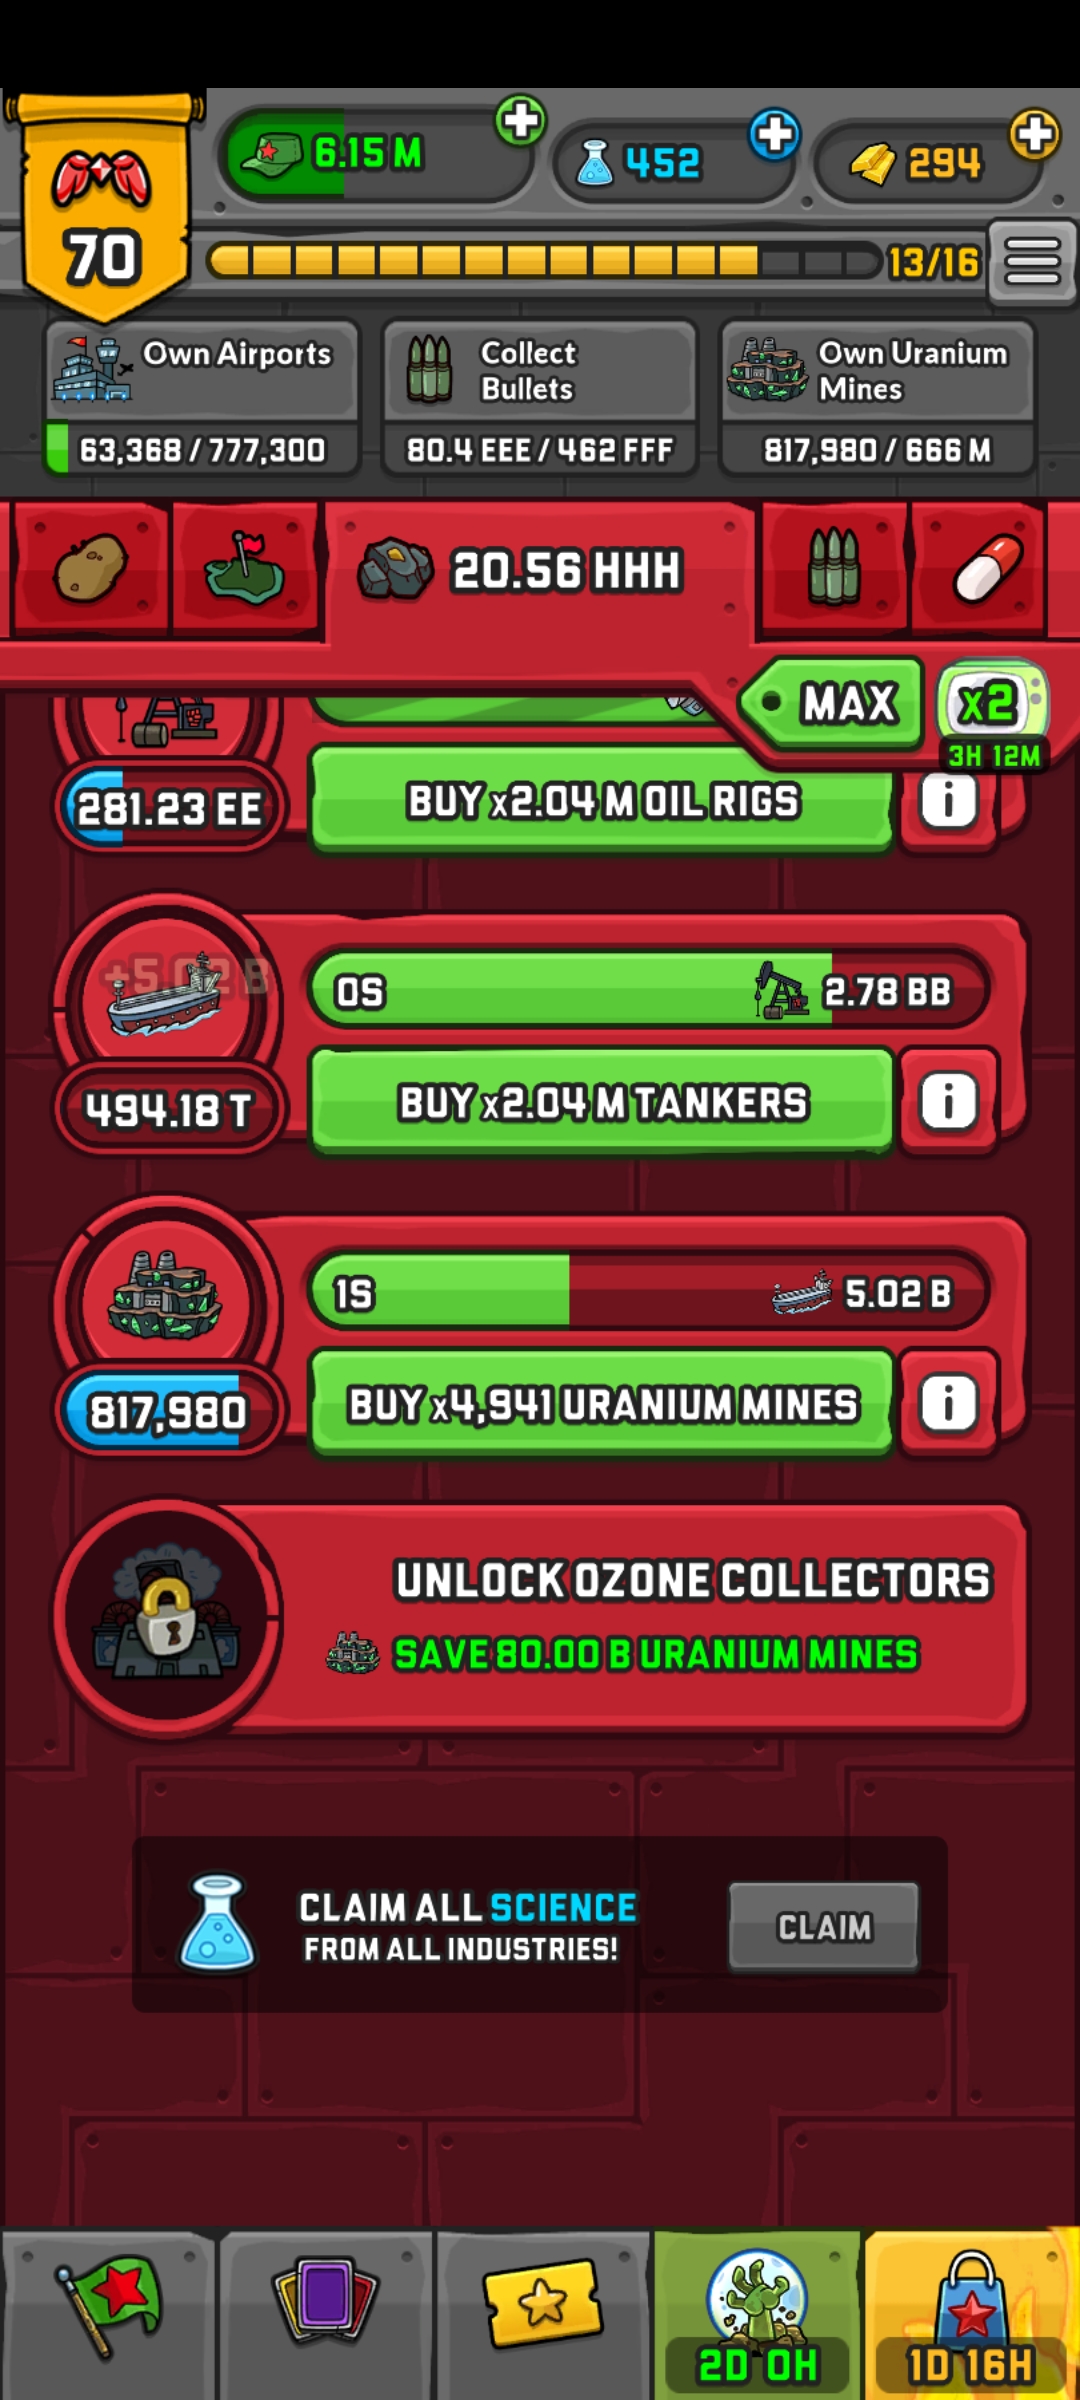 70
6.15 M
452
294
13/16
Own Airports
63,368 / 777,300
Collect
Bullets
80.4 EEE / 462 FFF
Own Uranium
Mines
817,980 / 666 M
20.56 HHH
MAX
x2
3H 12M
281.23 EE
BUY x2.04 M OIL RIGS
i
+5.02 B
0S
2.78 BB
494.18 T
BUY x2.04 M TANKERS
i
1S
5.02 B
817,980
BUY x4,941 URANIUM MINES
i
UNLOCK OZONE COLLECTORS
SAVE 80.00 B URANIUM MINES
CLAIM ALL SCIENCE
FROM ALL INDUSTRIES!
CLAIM
2D 0H
1D 16H